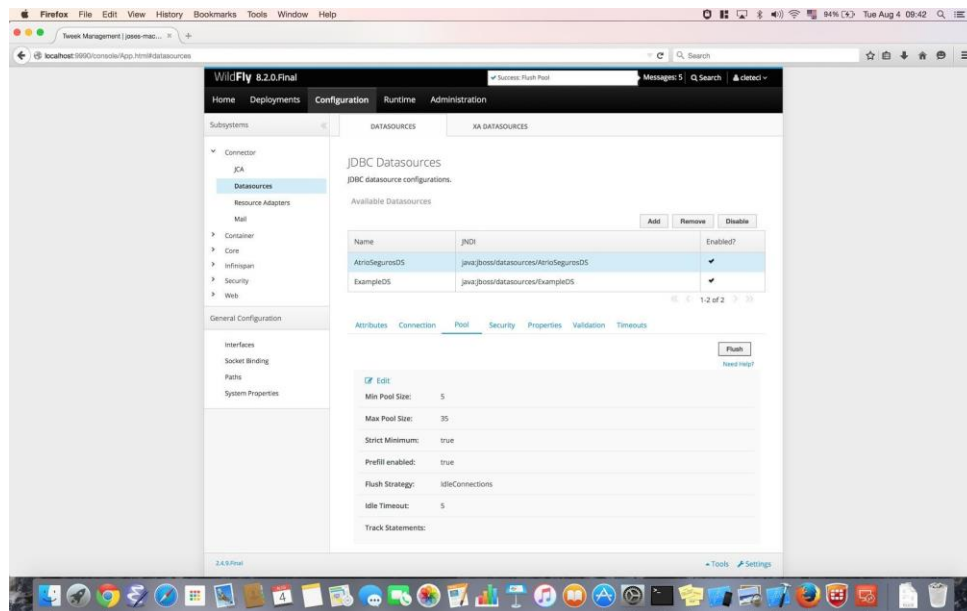 Firefox File Edit View History Bookmarks Tools Window Help 94% Tue Aug 4 09:42
Tweek Management | joses-mac...
localhost:9990/console/App.html#datasources Search
WildFly 8.2.0.Final Success: Flush Pool Messages: 5 Search cleteci
Home Deployments Configuration Runtime Administration
Subsystems
Connector
JCA
Datasources
Resource Adapters
Mail
Container
Core
Infinispan
Security
Web
General Configuration
Interfaces
Socket Binding
Paths
System Properties
DATASOURCES XA DATASOURCES
JDBC Datasources
JDBC datasource configurations.
Available Datasources
Add Remove Disable
Name JNDI Enabled?
AtrioSegurosDS java:jboss/datasources/AtrioSegurosDS
ExampleDS java:jboss/datasources/ExampleDS
1-2 of 2
Attributes Connection Pool Security Properties Validation Timeouts
Flush
Need Help?
Edit
Min Pool Size: 5
Max Pool Size: 35
Strict Minimum: true
Prefill enabled: true
Flush Strategy: IdleConnections
Idle Timeout: 5
Track Statements:
2.4.9.Final Tools Settings
4